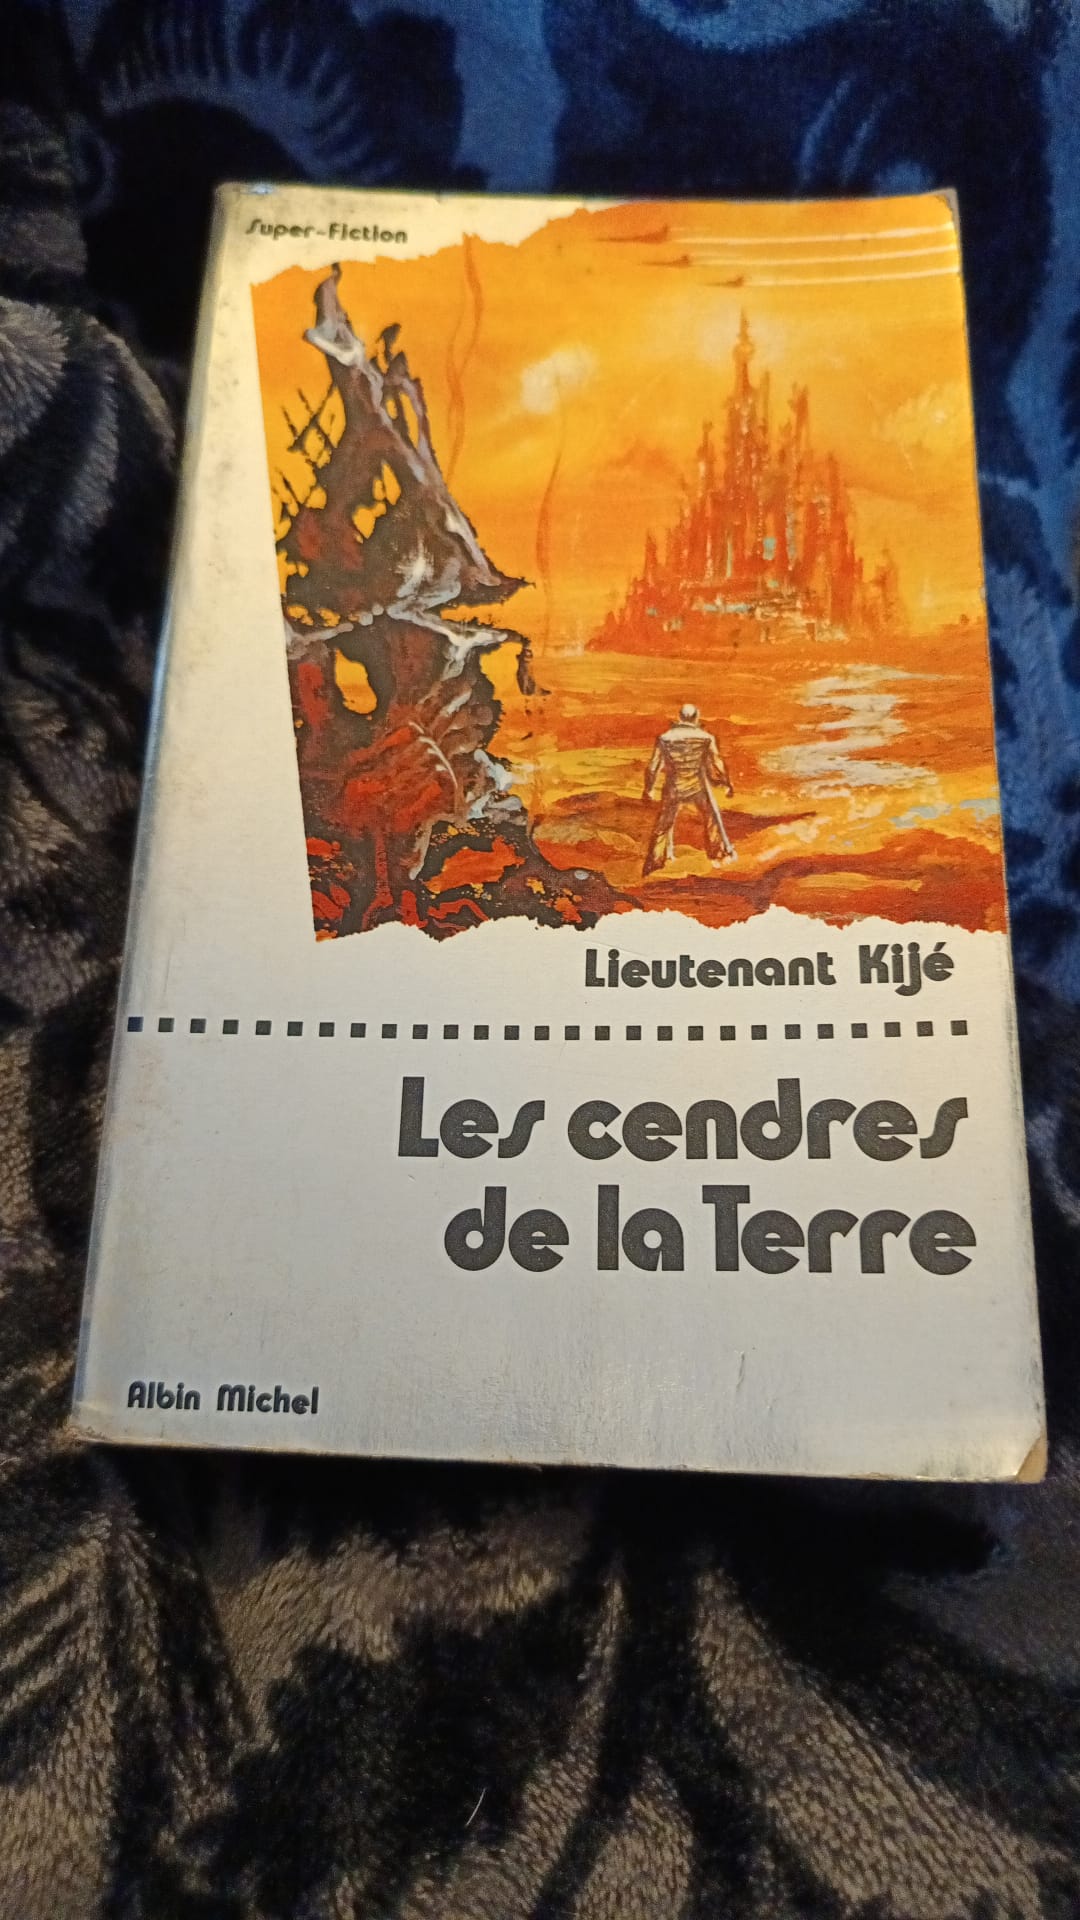 Super-Fiction
Lieutenant Kijé
Les cendres
de la Terre
Albin Michel